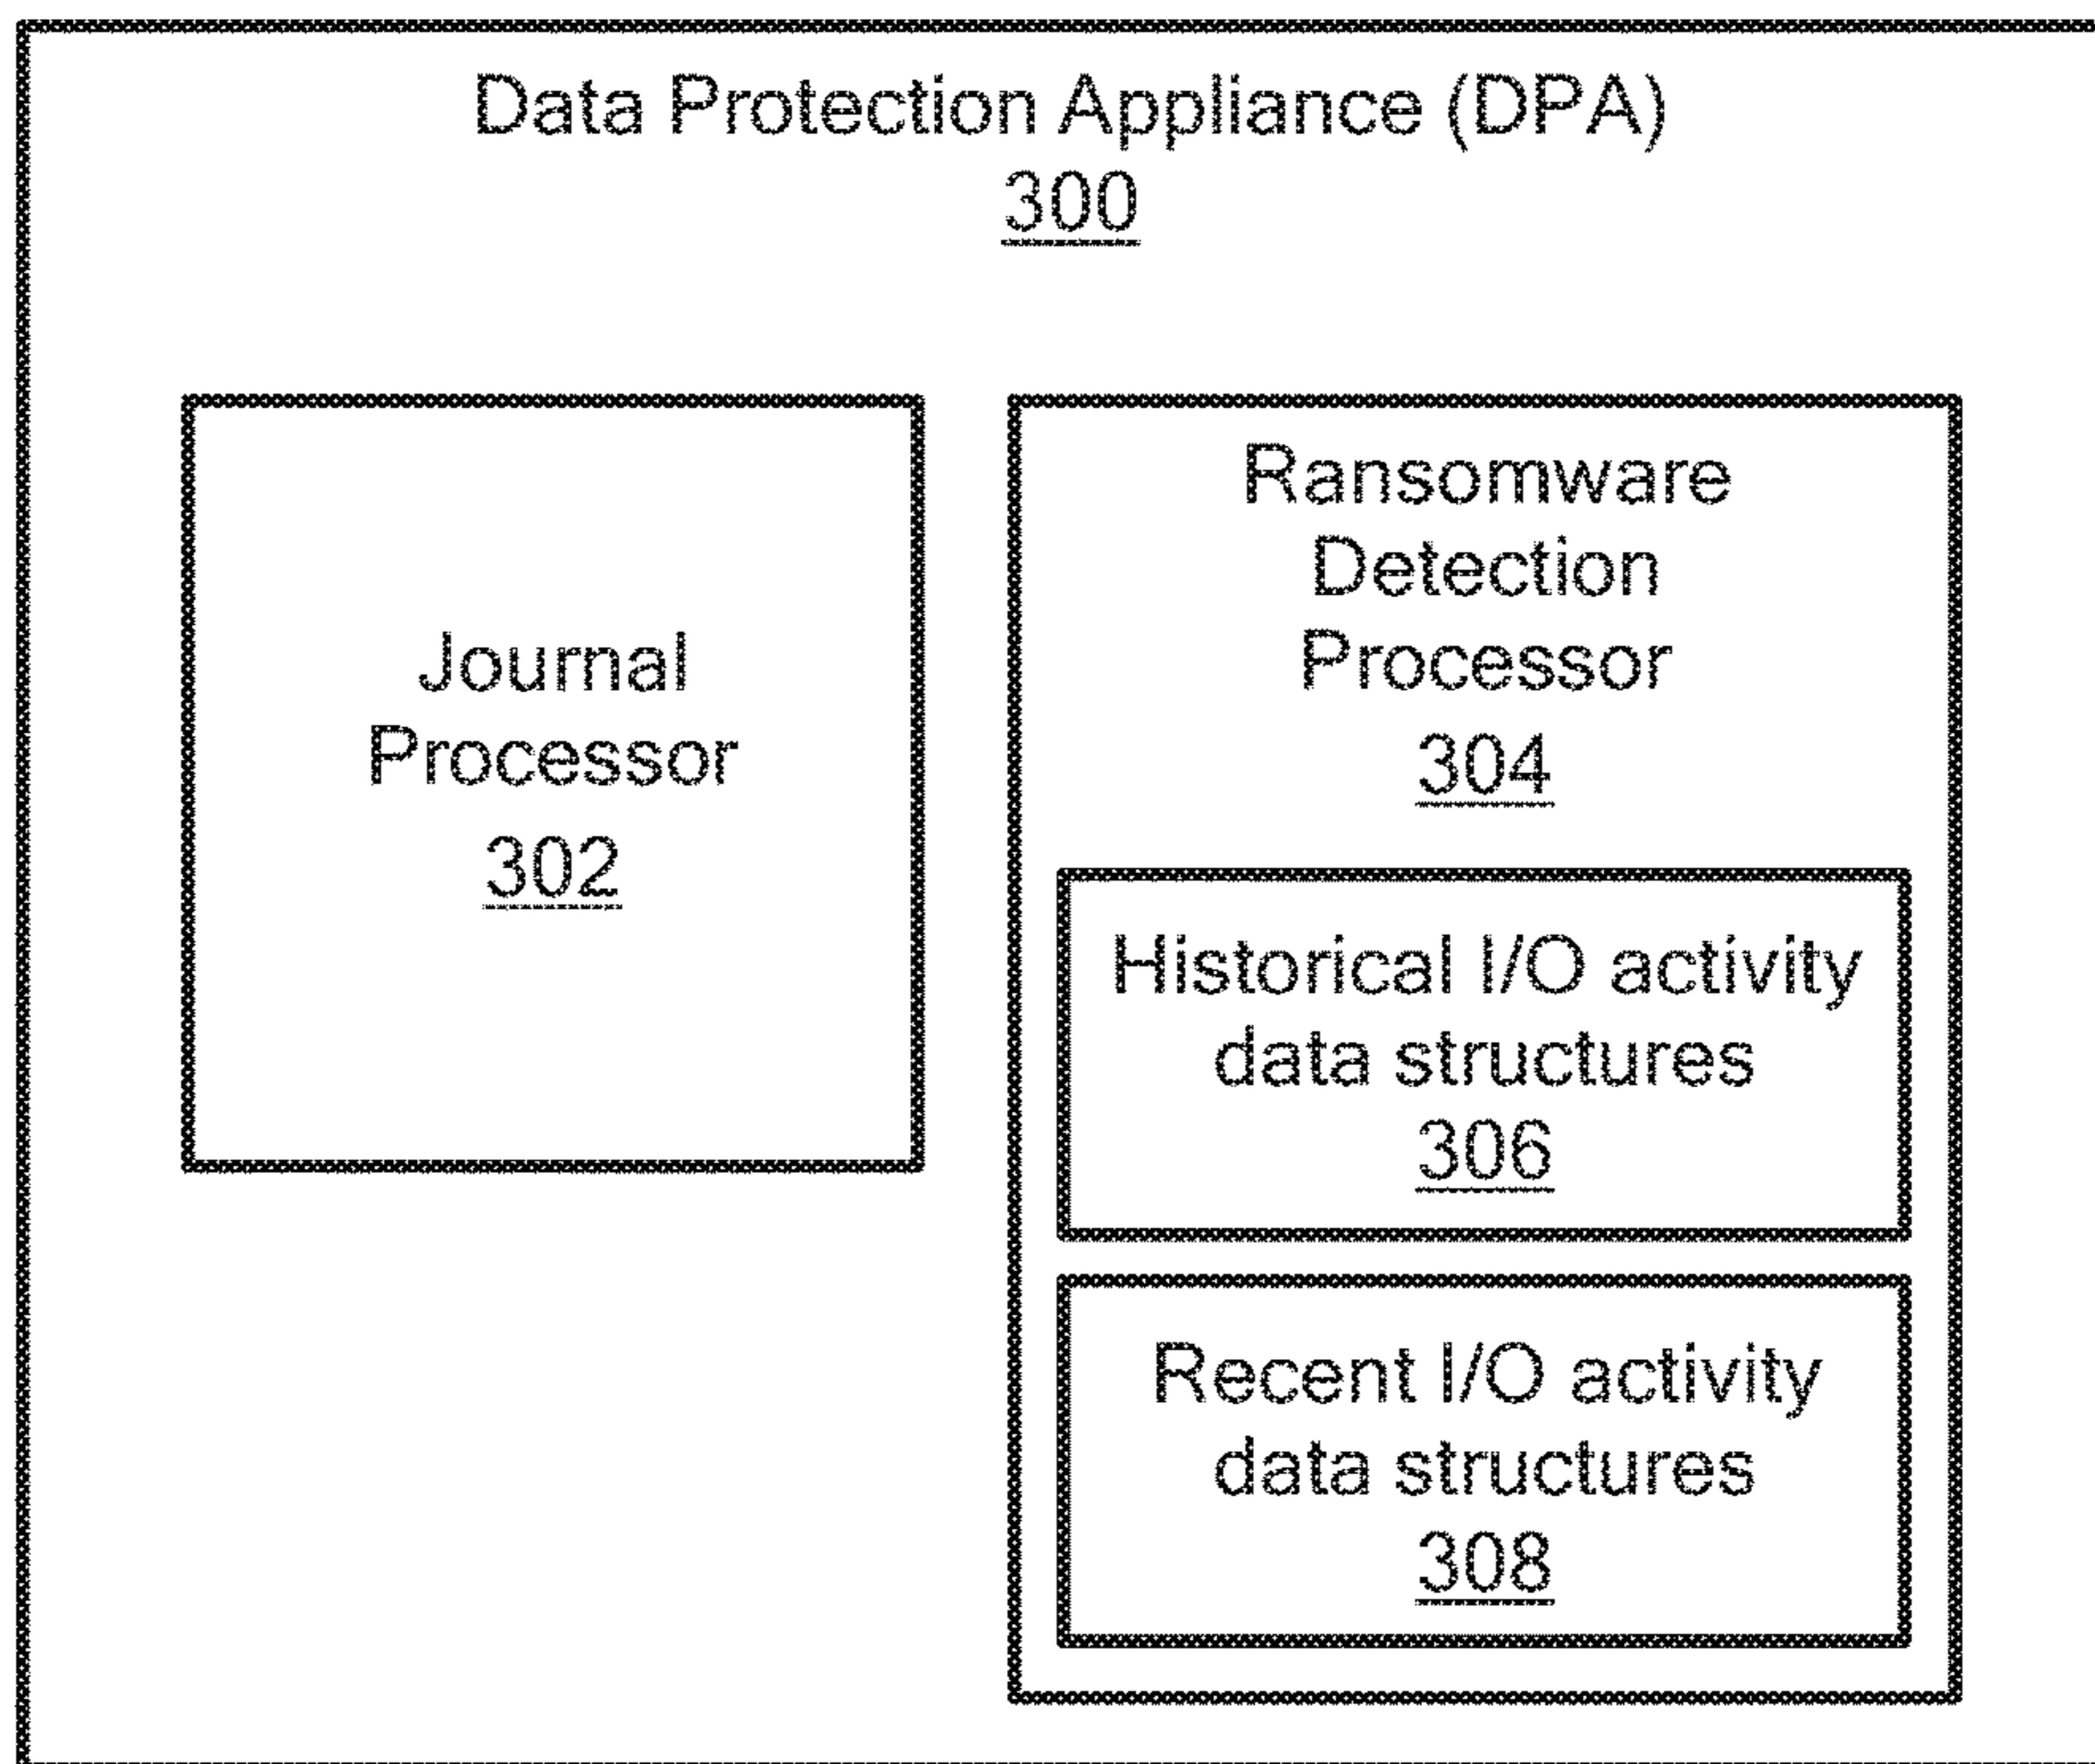 Data Protection Appliance (DPA)
300
Journal
Processor
302
Ransomware
Detection
Processor
304
Historical I/O activity
data structures
306
Recent I/O activity
data structures
308